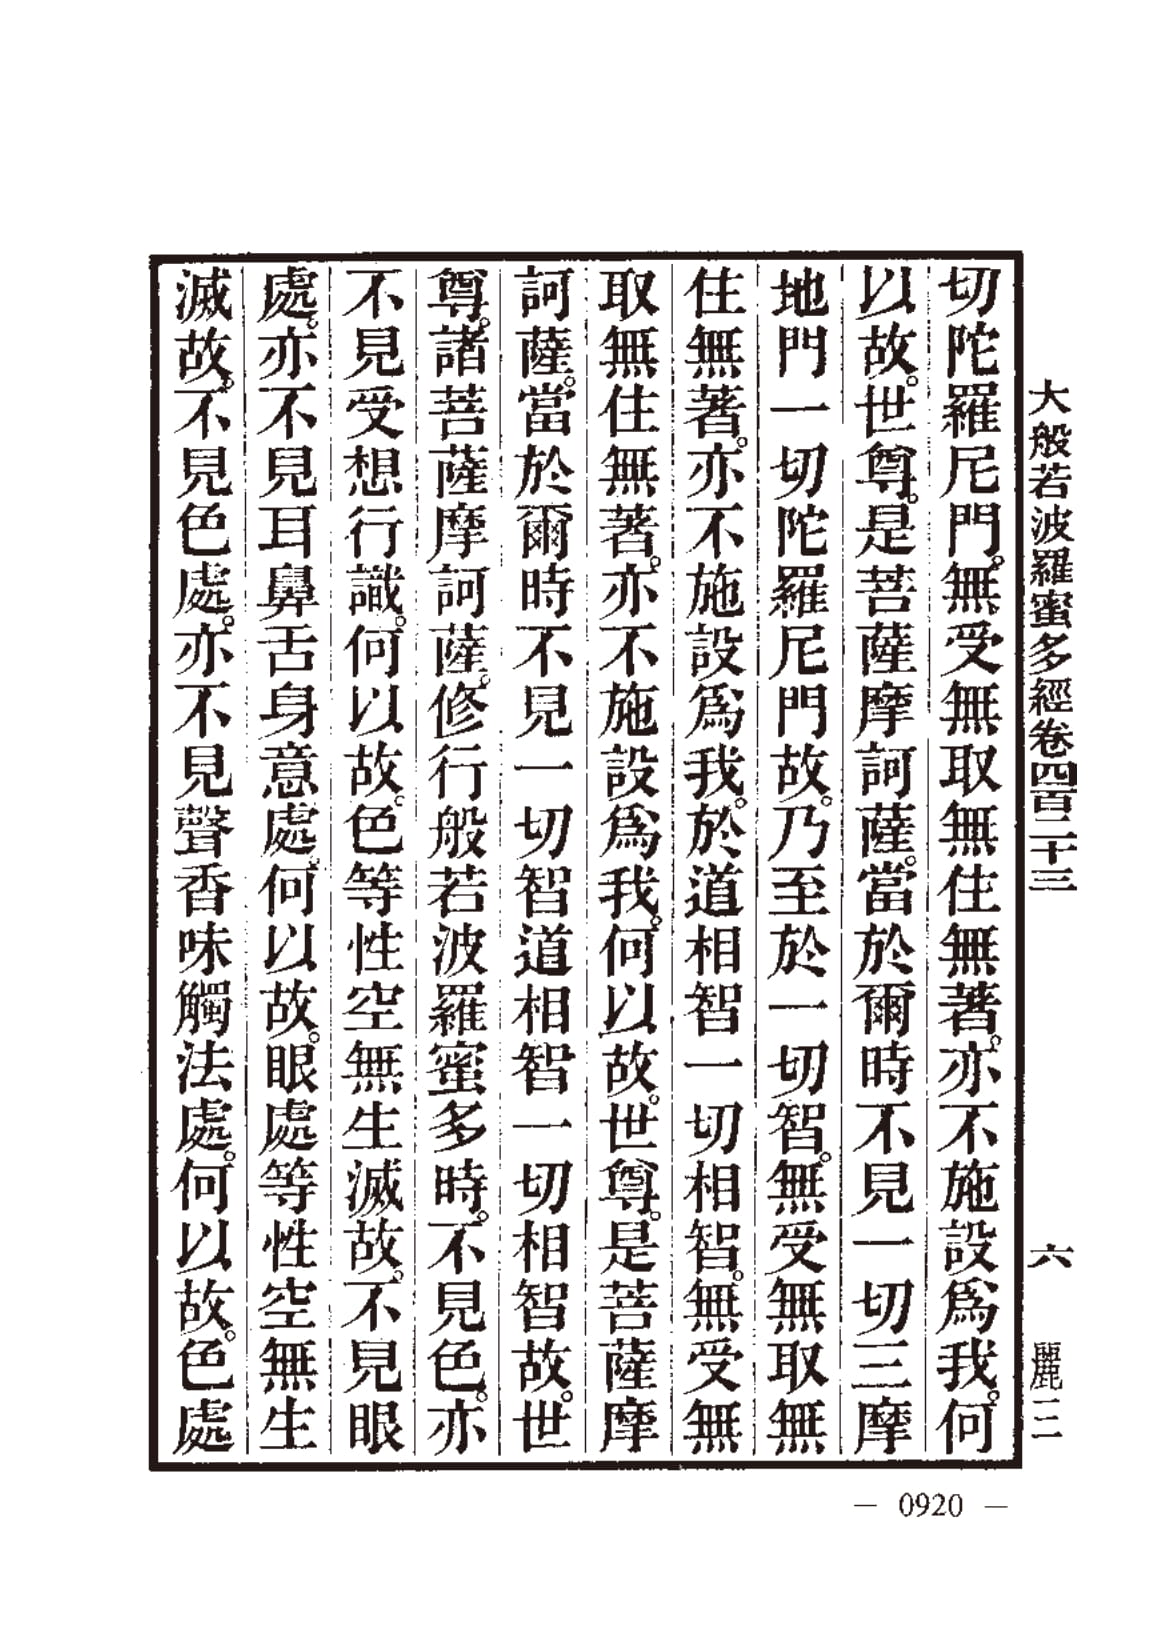 大般若波羅蜜多經卷四百二十三　六　麗二
切陀羅尼門。無受無取無住無著。亦不施設爲我。何
以故。世尊。是菩薩摩訶薩。當於爾時不見一切三摩
地門一切陀羅尼門故。乃至於一切智。無受無取無
住無著。亦不施設爲我。於道相智一切相智。無受無
取無住無著。亦不施設爲我。何以故。世尊。是菩薩摩
訶薩。當於爾時不見一切智道相智一切相智故。世
尊。諸菩薩摩訶薩。修行般若波羅蜜多時。不見色。亦
不見受想行識。何以故。色等性空無生滅故。不見眼
處。亦不見耳鼻舌身意處。何以故。眼處等性空無生
滅故。不見色處。亦不見聲香味觸法處。何以故。色處
— 0920 —